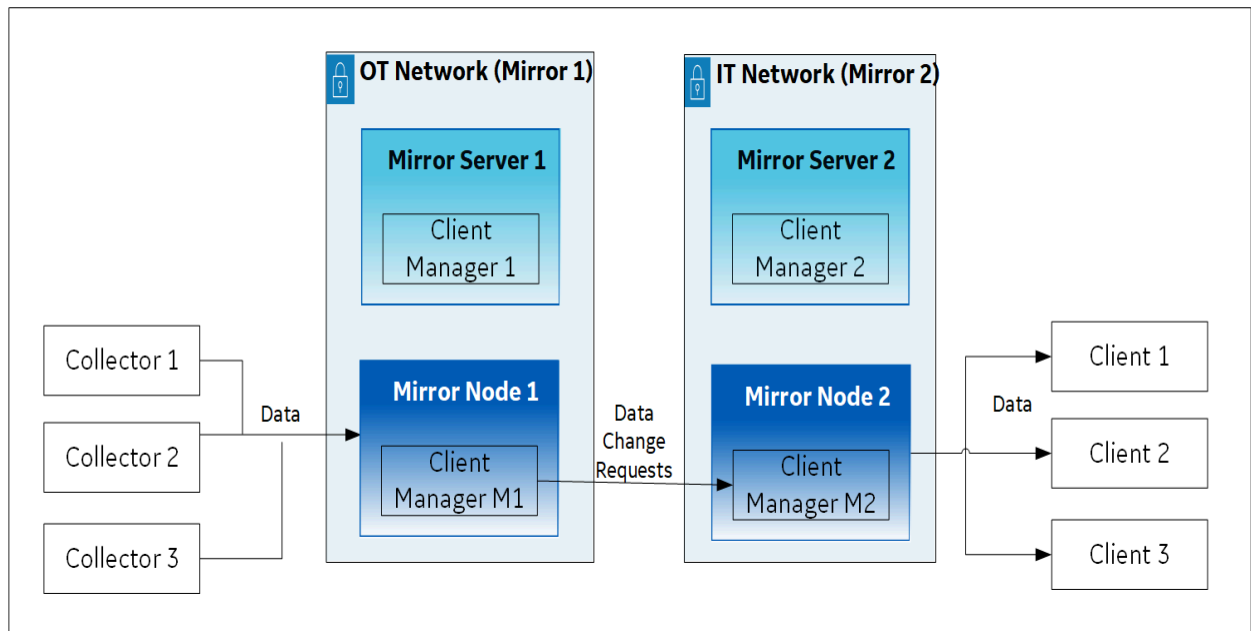 OT Network (Mirror 1)
IT Network (Mirror 2)
Mirror Server 1
Client
Manager 1
Mirror Server 2
Client
Manager 2
Collector 1
Collector 2
Collector 3
Data
Mirror Node 1
Client
Manager M1
Data
Change
Requests
Mirror Node 2
Client
Manager M2
Data
Client 1
Client 2
Client 3